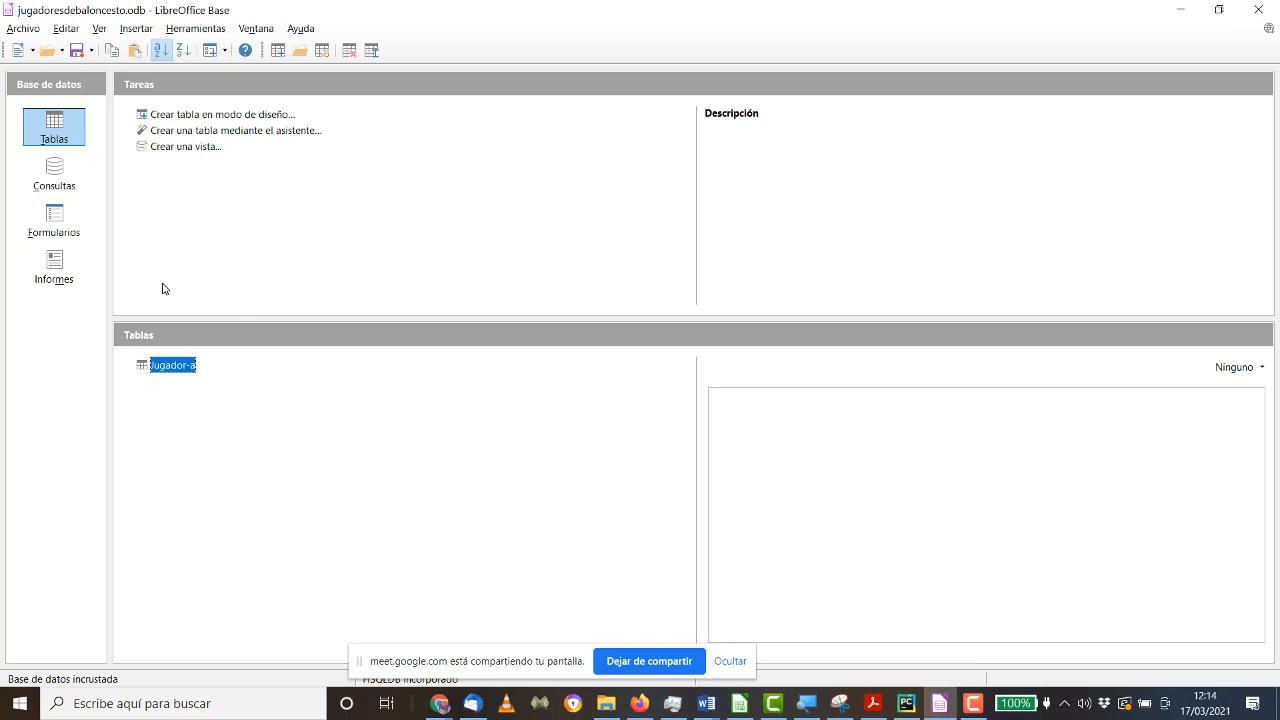 jugadoresdebaloncesto.odb - LibreOffice Base
Archivo Editar Ver Insertar Herramientas Ventana Ayuda
Base de datos
Tareas
Tablas
Consultas
Formularios
Informes
Crear tabla en modo de diseño...
Crear una tabla mediante el asistente...
Crear una vista...
Descripción
Tablas
Jugador-a
Ninguno
meet.google.com está compartiendo tu pantalla.
Dejar de compartir
Ocultar
Base de datos incrustada
HSQLDB incorporado
Escribe aquí para buscar
100%
12:14
17/03/2021